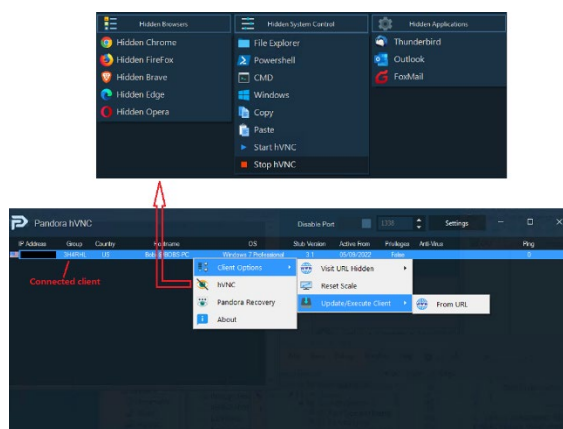 Hidden Browsers
Hidden Chrome
Hidden FireFox
Hidden Brave
Hidden Edge
Hidden Opera
Hidden System Control
File Explorer
Powershell
CMD
Windows
Copy
Paste
Start hVNC
Stop hVNC
Hidden Applications
Thunderbird
Outlook
FoxMail
Pandora hVNC
Disable Port
1338
Settings
IP Address Group Country Hostname OS Stub Version Active From Privileges Anti-Virus Ping
US Windows 7 Professional 3.1 05/09/2022 False 0
Connected client
Client Options
hVNC
Pandora Recovery
About
Visit URL Hidden
Reset Scale
Update/Execute Client
From URL